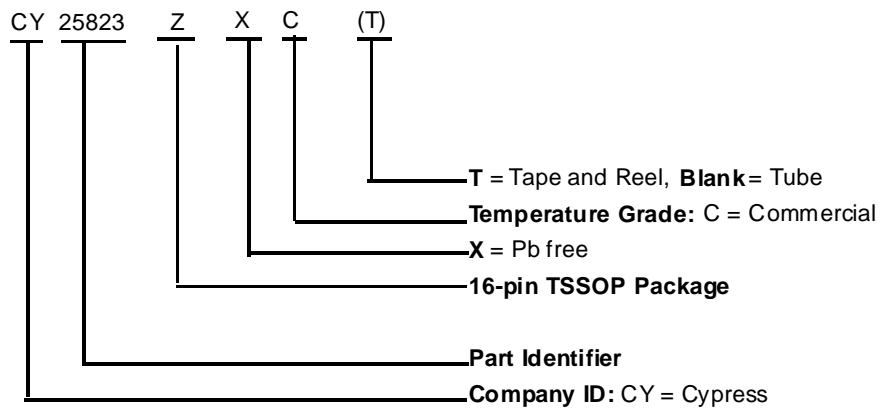 CY 25823 Z X C (T)
T = Tape and Reel, Blank = Tube
Temperature Grade: C = Commercial
X = Pb free
16-pin TSSOP Package
Part Identifier
Company ID: CY = Cypress